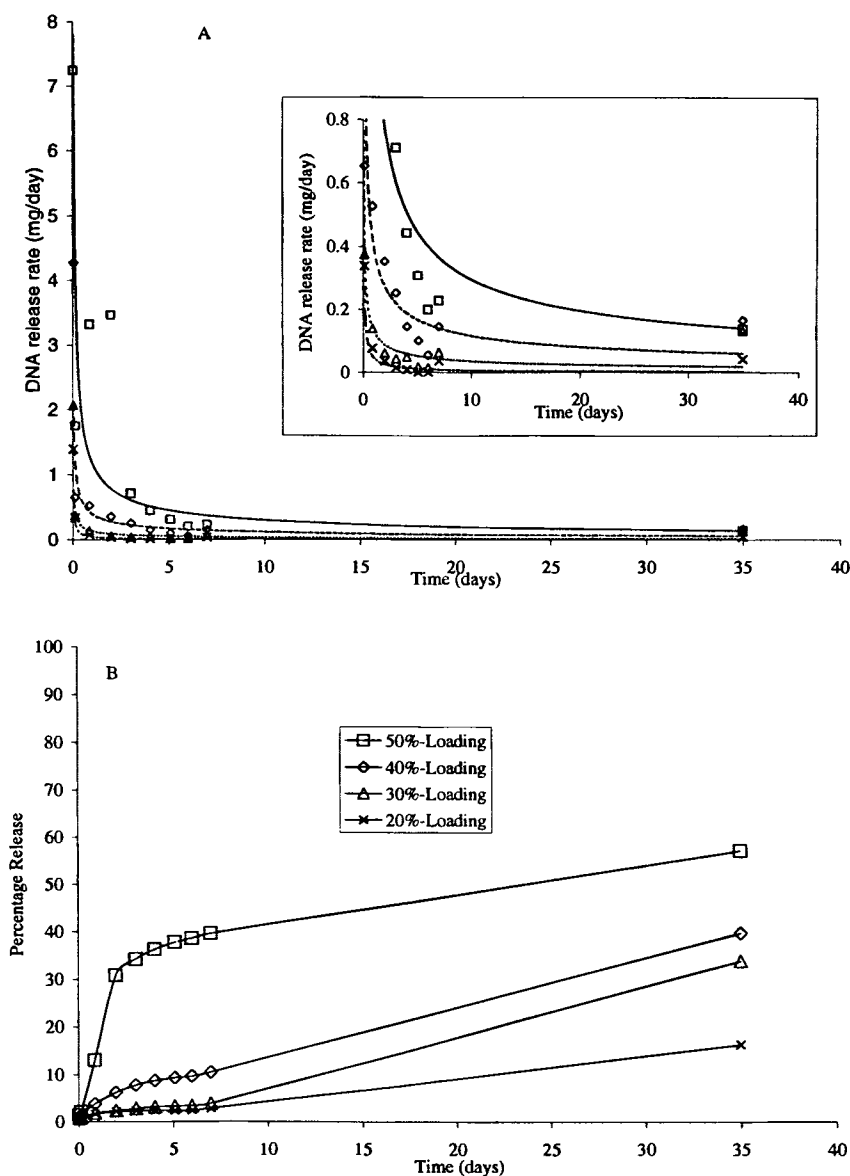 A
DNA release rate (mg/day)
8
7
6
5
4
3
2
1
0
0 5 10 15 20 25 30 35 40
Time (days)
DNA release rate (mg/day)
0.8
0.6
0.4
0.2
0
0 10 20 30 40
Time (days)
B
Percentage Release
100
90
80
70
60
50
40
30
20
10
0
50%-Loading
40%-Loading
30%-Loading
20%-Loading
0 5 10 15 20 25 30 35 40
Time (days)